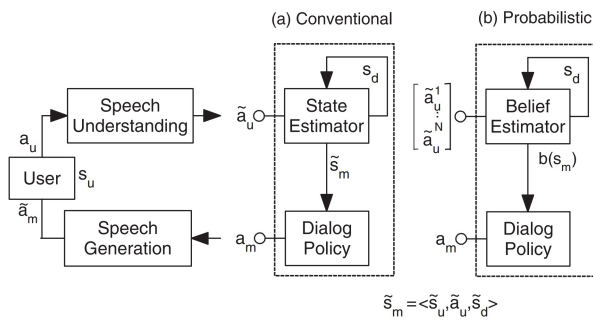 (a) Conventional
(b) Probabilistic
Speech
Understanding
a_u
User
s_u
ã_m
Speech
Generation
ã_u
s_d
State
Estimator
s̃_m
a_m
Dialog
Policy
ã_u^1
⋮
ã_u^N
s_d
Belief
Estimator
b(s_m)
a_m
Dialog
Policy
s̃_m=<s̃_u,ã_u,s̃_d>